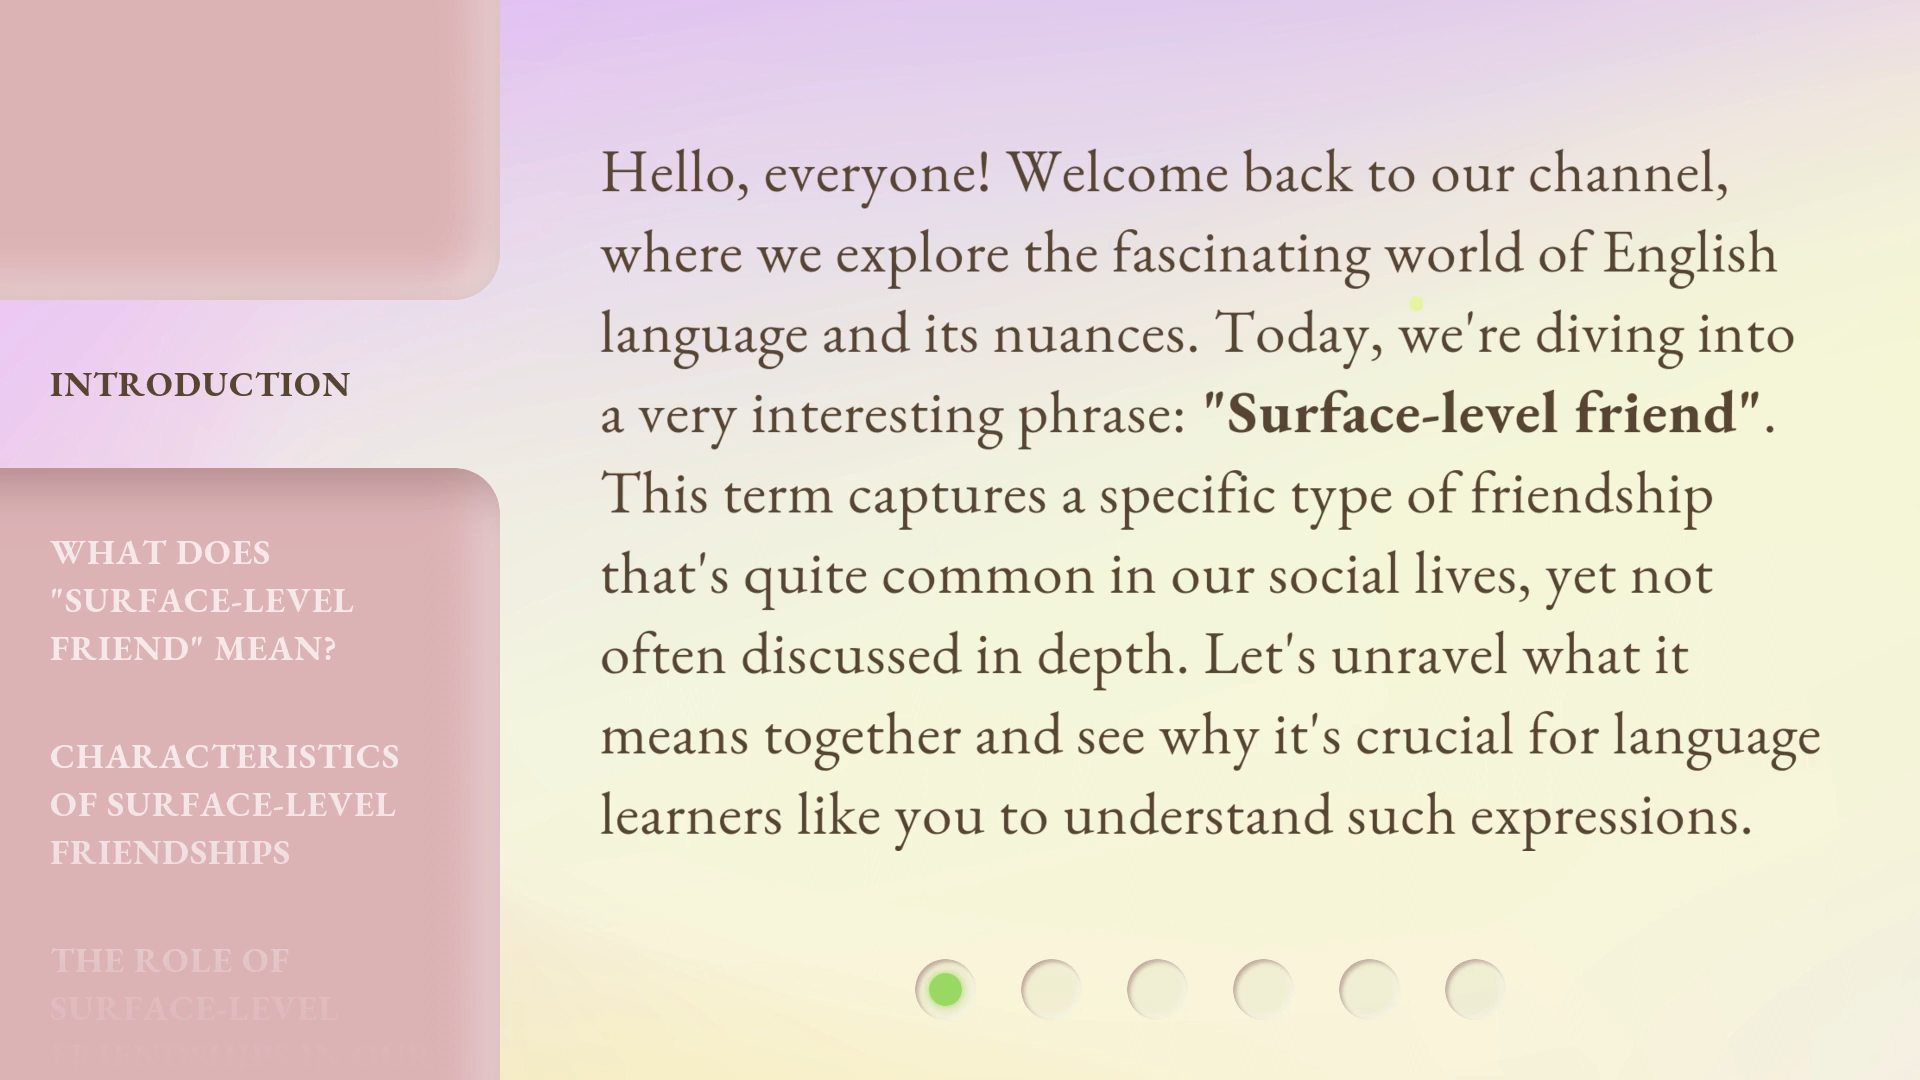 INTRODUCTION
WHAT DOES
"SURFACE-LEVEL
FRIEND" MEAN?
CHARACTERISTICS
OF SURFACE-LEVEL
FRIENDSHIPS
THE ROLE OF
SURFACE-LEVEL
FRIENDSHIPS IN OUR
Hello, everyone! Welcome back to our channel,
where we explore the fascinating world of English
language and its nuances. Today, we're diving into
a very interesting phrase: "Surface-level friend".
This term captures a specific type of friendship
that's quite common in our social lives, yet not
often discussed in depth. Let's unravel what it
means together and see why it's crucial for language
learners like you to understand such expressions.